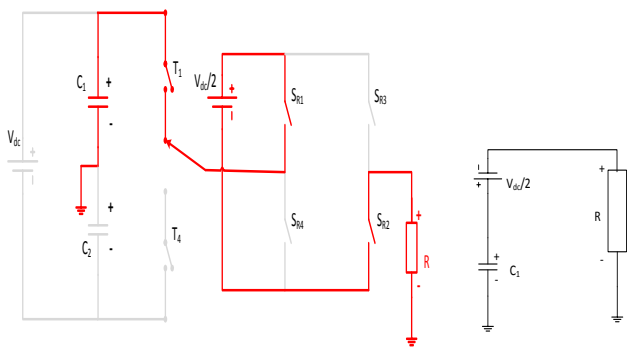 T1
C1
+
-
Vdc/2
+
-
SR1
SR3
Vdc
+
-
+
C2
-
T4
SR4
SR2
+
R
-
-
+
Vdc/2
+
C1
-
+
R
-